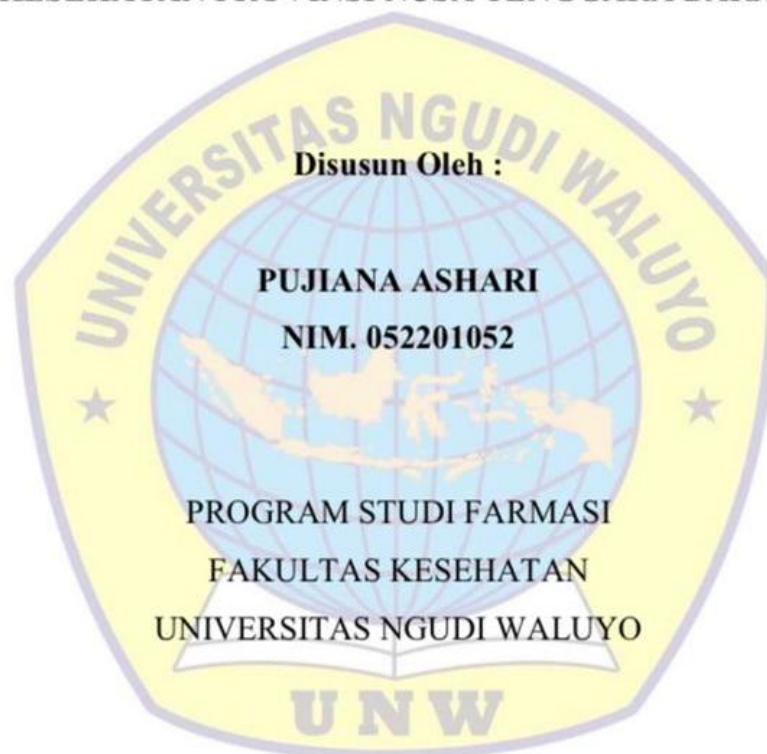 UNIVERSITAS NGUDI WALUYO
Disusun Oleh :
PUJIANA ASHARI
NIM. 052201052
PROGRAM STUDI FARMASI
FAKULTAS KESEHATAN
UNIVERSITAS NGUDI WALUYO
UNW